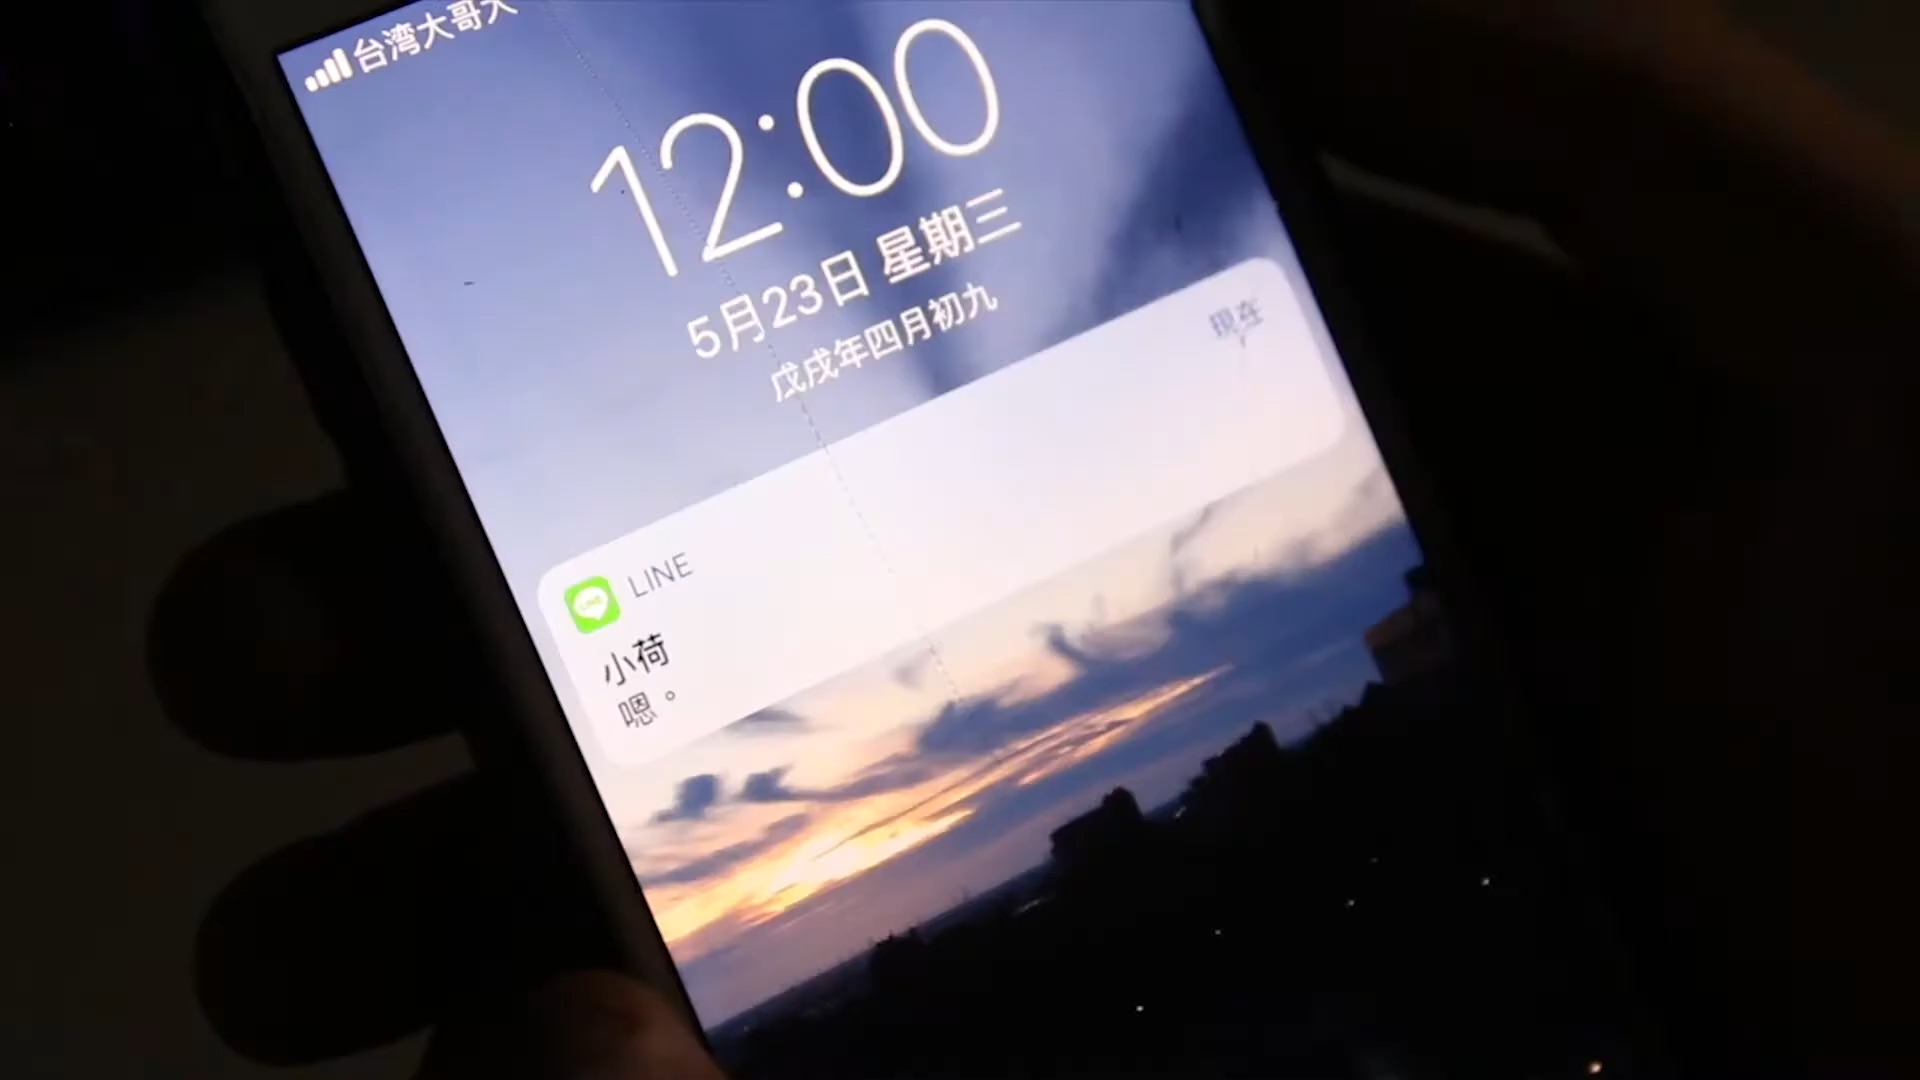 台湾大哥大
12:00
5月23日 星期三
戊戌年四月初九
現在
LINE
小荷
嗯。